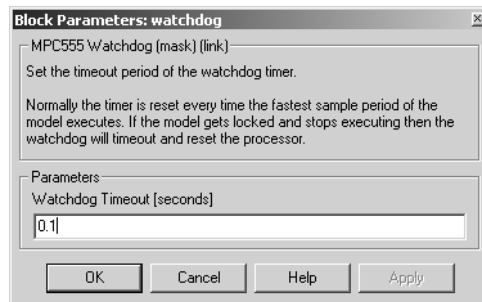 Block Parameters: watchdog
MPC555 Watchdog (mask) (link)
Set the timeout period of the watchdog timer.
Normally the timer is reset every time the fastest sample period of the
model executes. If the model gets locked and stops executing then the
watchdog will timeout and reset the processor.
Parameters
Watchdog Timeout [seconds]
0.1
OK Cancel Help Apply